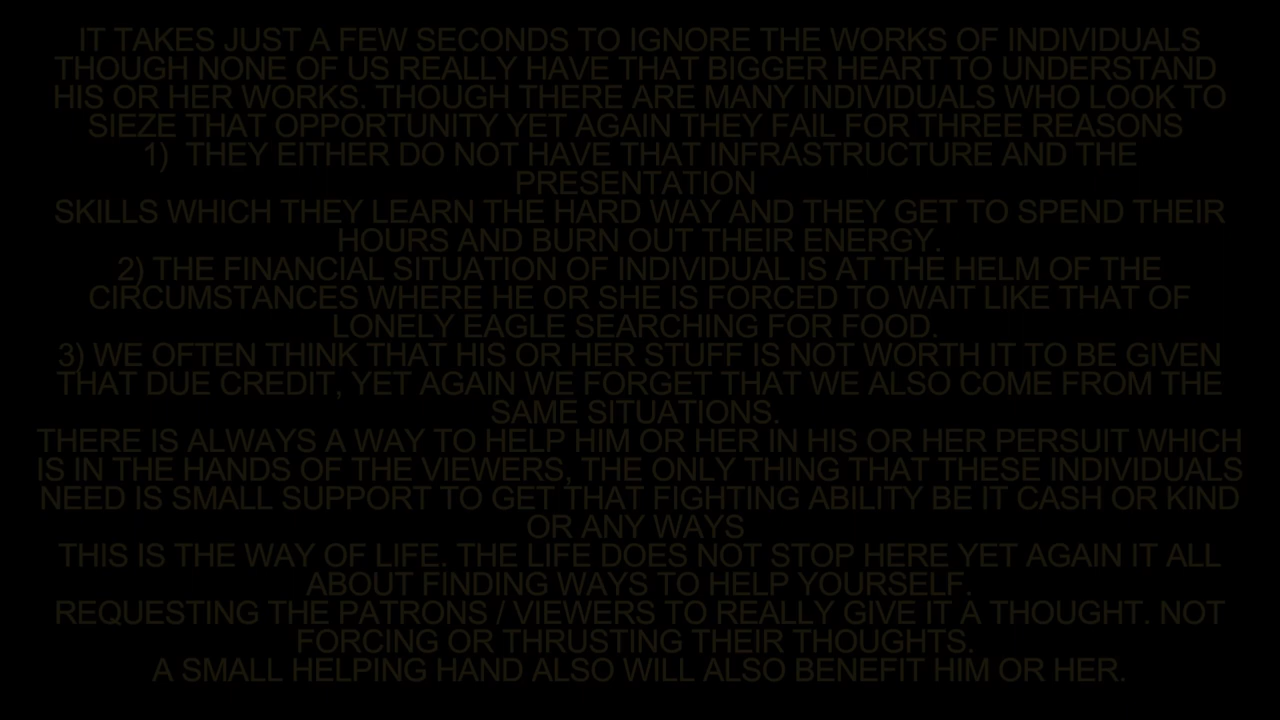 IT TAKES JUST A FEW SECONDS TO IGNORE THE WORKS OF INDIVIDUALS
THOUGH NONE OF US REALLY HAVE THAT BIGGER HEART TO UNDERSTAND
HIS OR HER WORKS. THOUGH THERE ARE MANY INDIVIDUALS WHO LOOK TO
SIEZE THAT OPPORTUNITY YET AGAIN THEY FAIL FOR THREE REASONS
1)  THEY EITHER DO NOT HAVE THAT INFRASTRUCTURE AND THE
PRESENTATION
SKILLS WHICH THEY LEARN THE HARD WAY AND THEY GET TO SPEND THEIR
HOURS AND BURN OUT THEIR ENERGY.
2) THE FINANCIAL SITUATION OF INDIVIDUAL IS AT THE HELM OF THE
CIRCUMSTANCES WHERE HE OR SHE IS FORCED TO WAIT LIKE THAT OF
LONELY EAGLE SEARCHING FOR FOOD.
3) WE OFTEN THINK THAT HIS OR HER STUFF IS NOT WORTH IT TO BE GIVEN
THAT DUE CREDIT, YET AGAIN WE FORGET THAT WE ALSO COME FROM THE
SAME SITUATIONS.
THERE IS ALWAYS A WAY TO HELP HIM OR HER IN HIS OR HER PERSUIT WHICH
IS IN THE HANDS OF THE VIEWERS, THE ONLY THING THAT THESE INDIVIDUALS
NEED IS SMALL SUPPORT TO GET THAT FIGHTING ABILITY BE IT CASH OR KIND
OR ANY WAYS
THIS IS THE WAY OF LIFE. THE LIFE DOES NOT STOP HERE YET AGAIN IT ALL
ABOUT FINDING WAYS TO HELP YOURSELF.
REQUESTING THE PATRONS / VIEWERS TO REALLY GIVE IT A THOUGHT. NOT
FORCING OR THRUSTING THEIR THOUGHTS.
A SMALL HELPING HAND ALSO WILL ALSO BENEFIT HIM OR HER.